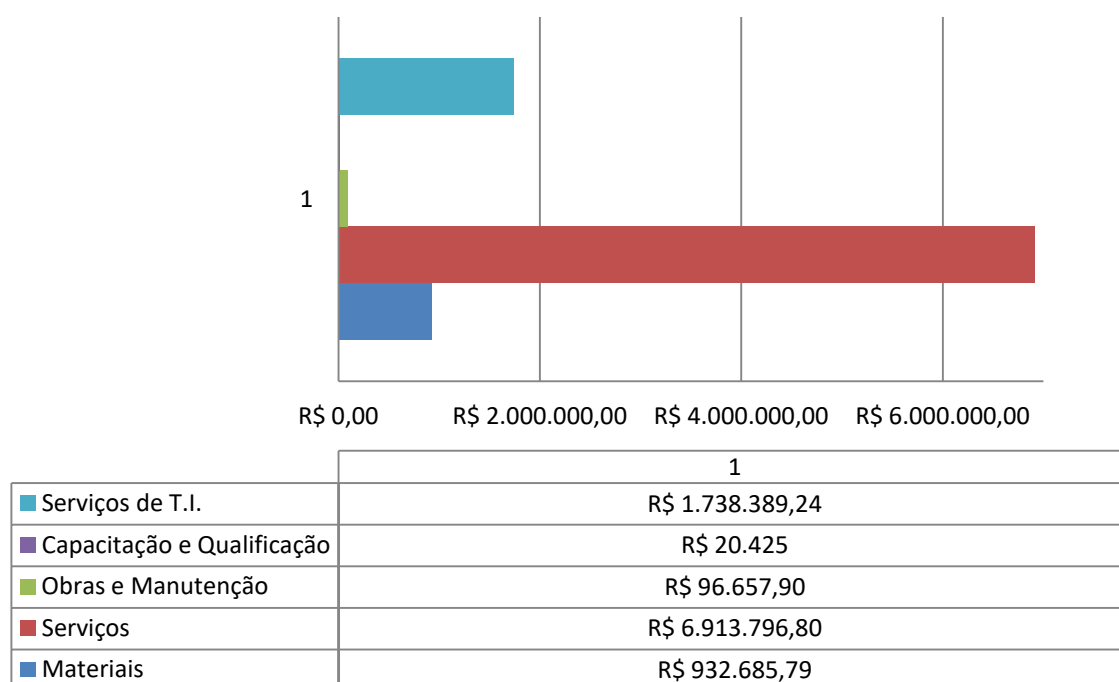 1
R$ 0,00 R$ 2.000.000,00 R$ 4.000.000,00 R$ 6.000.000,00
1
Serviços de T.I. R$ 1.738.389,24
Capacitação e Qualificação R$ 20.425
Obras e Manutenção R$ 96.657,90
Serviços R$ 6.913.796,80
Materiais R$ 932.685,79